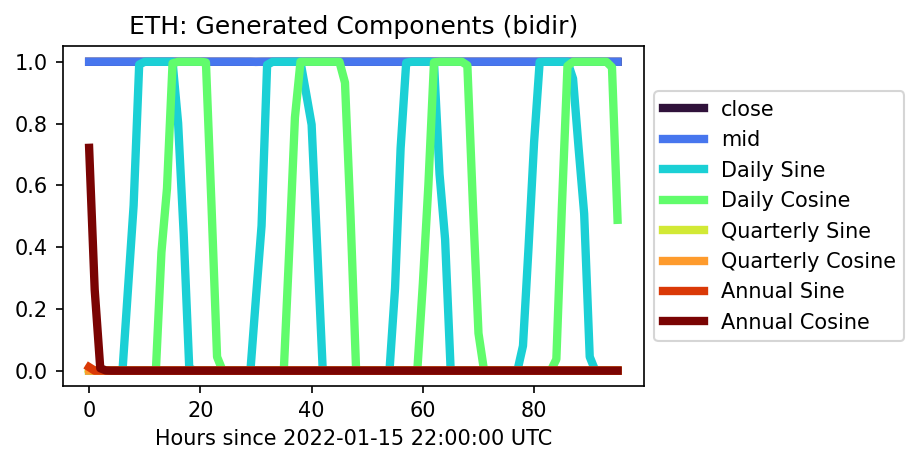 ETH: Generated Components (bidir)
1.0
0.8
0.6
0.4
0.2
0.0
0 20 40 60 80
Hours since 2022-01-15 22:00:00 UTC
close
mid
Daily Sine
Daily Cosine
Quarterly Sine
Quarterly Cosine
Annual Sine
Annual Cosine